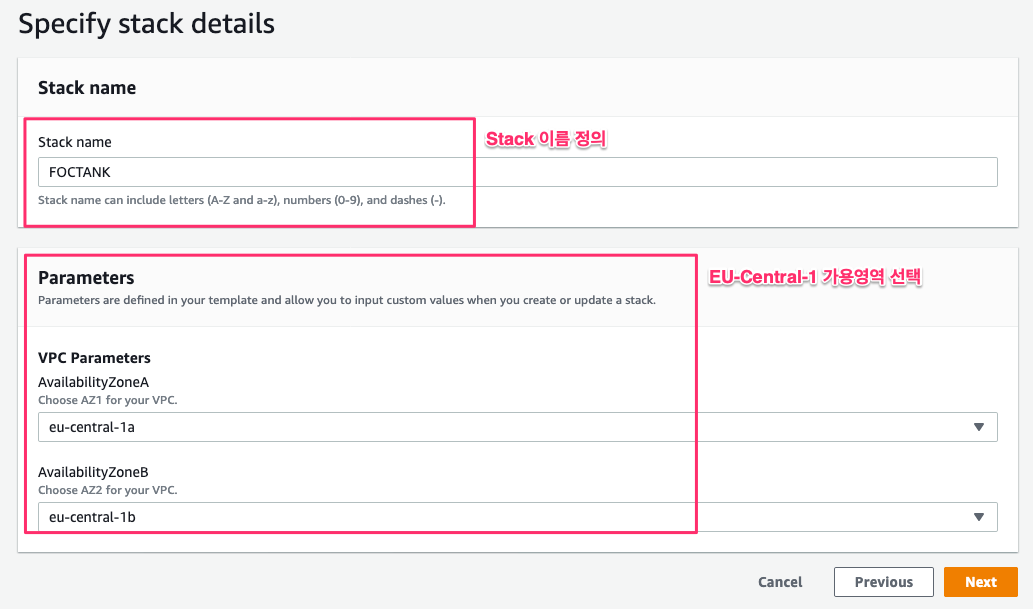 Specify stack details
Stack name
Stack name
Stack 이름 정의
FOCTANK
Stack name can include letters (A-Z and a-z), numbers (0-9), and dashes (-).
Parameters
EU-Central-1 가용영역 선택
Parameters are defined in your template and allow you to input custom values when you create or update a stack.
VPC Parameters
AvailabilityZoneA
Choose AZ1 for your VPC.
eu-central-1a
AvailabilityZoneB
Choose AZ2 for your VPC.
eu-central-1b
Cancel Previous Next